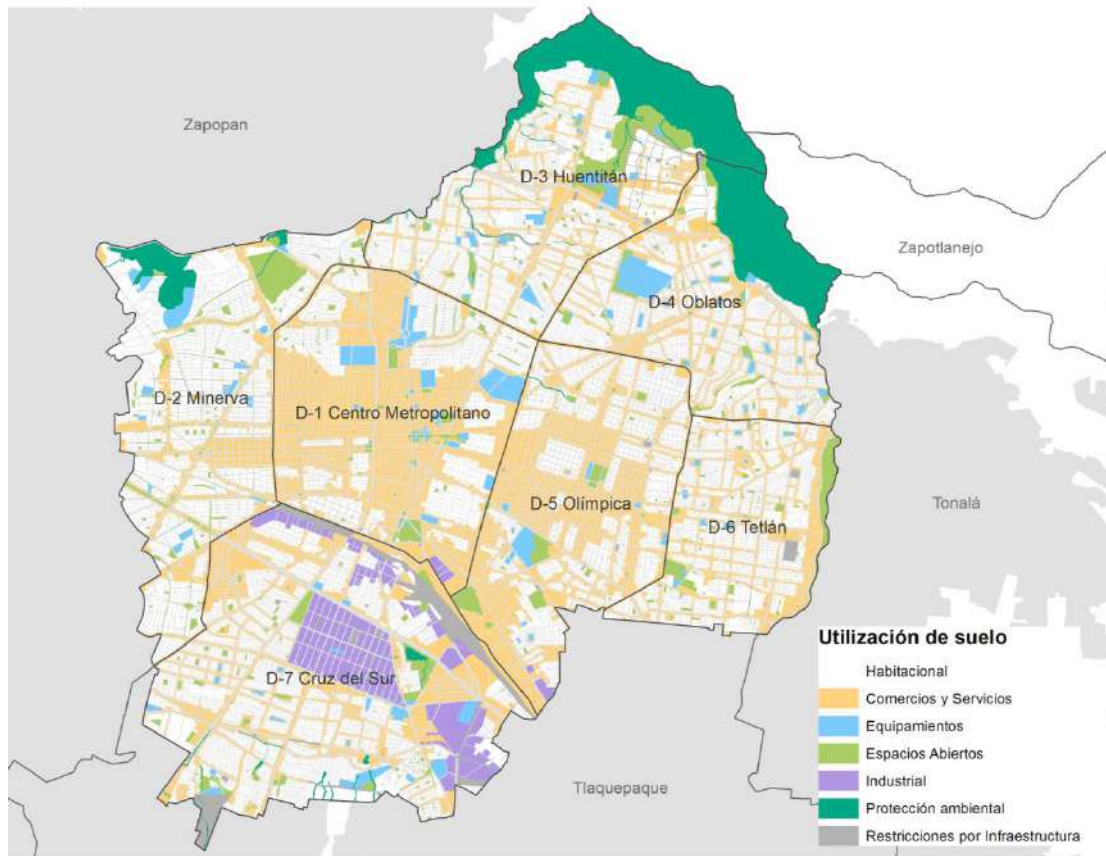 Zapopan
D-3 Huentitán
Zapotlanejo
D-4 Oblatos
D-2 Minerva
D-1 Centro Metropolitano
D-5 Olímpica
Tonalá
D-6 Tetlán
D-7 Cruz del Sur
Tlaquepaque
Utilización de suelo
Habitacional
Comercios y Servicios
Equipamientos
Espacios Abiertos
Industrial
Protección ambiental
Restricciones por Infraestructura